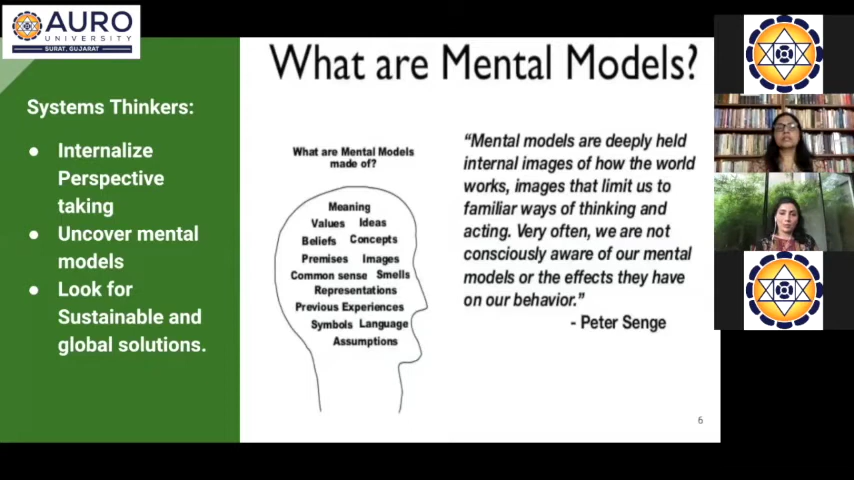 AURO
UNIVERSITY
SURAT, GUJARAT
Systems Thinkers:
● Internalize
Perspective
taking
● Uncover mental
models
● Look for
Sustainable and
global solutions.
What are Mental Models?
What are Mental Models
made of?
Meaning
Values Ideas
Beliefs Concepts
Premises Images
Common sense Smells
Representations
Previous Experiences
Symbols Language
Assumptions
“Mental models are deeply held
internal images of how the world
works, images that limit us to
familiar ways of thinking and
acting. Very often, we are not
consciously aware of our mental
models or the effects they have
on our behavior.”
- Peter Senge
6